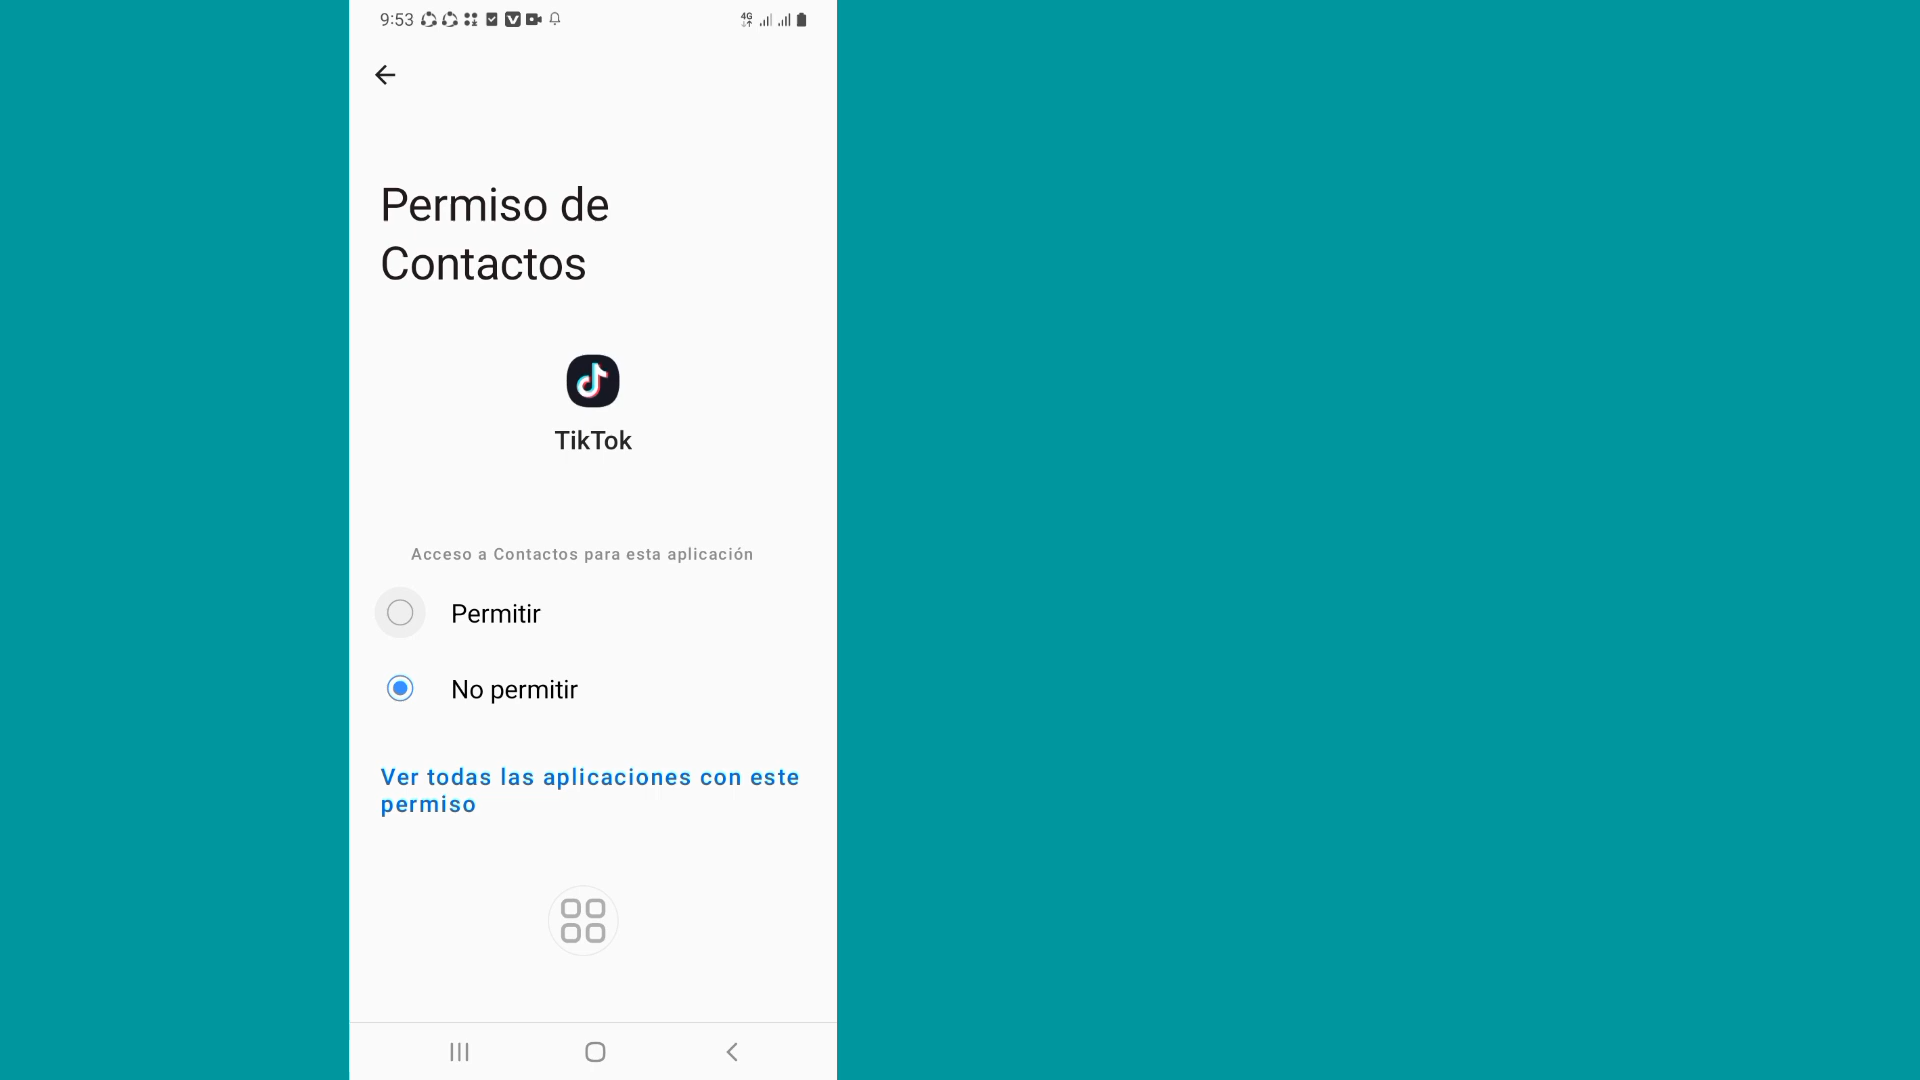 9:53
4G
Permiso de
Contactos
TikTok
Acceso a Contactos para esta aplicación
Permitir
No permitir
Ver todas las aplicaciones con este
permiso